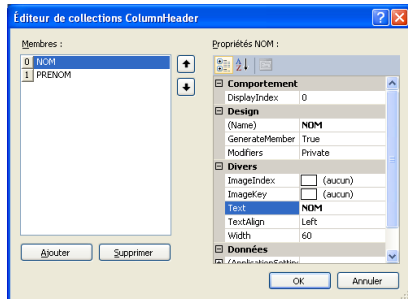 Éditeur de collections ColumnHeader
Membres :
0 NOM
1 PRENOM
Ajouter
Supprimer
Propriétés NOM :
Comportement
DisplayIndex 0
Design
(Name) NOM
GenerateMember True
Modifiers Private
Divers
ImageIndex (aucun)
ImageKey (aucun)
Text NOM
TextAlign Left
Width 60
Données
OK
Annuler